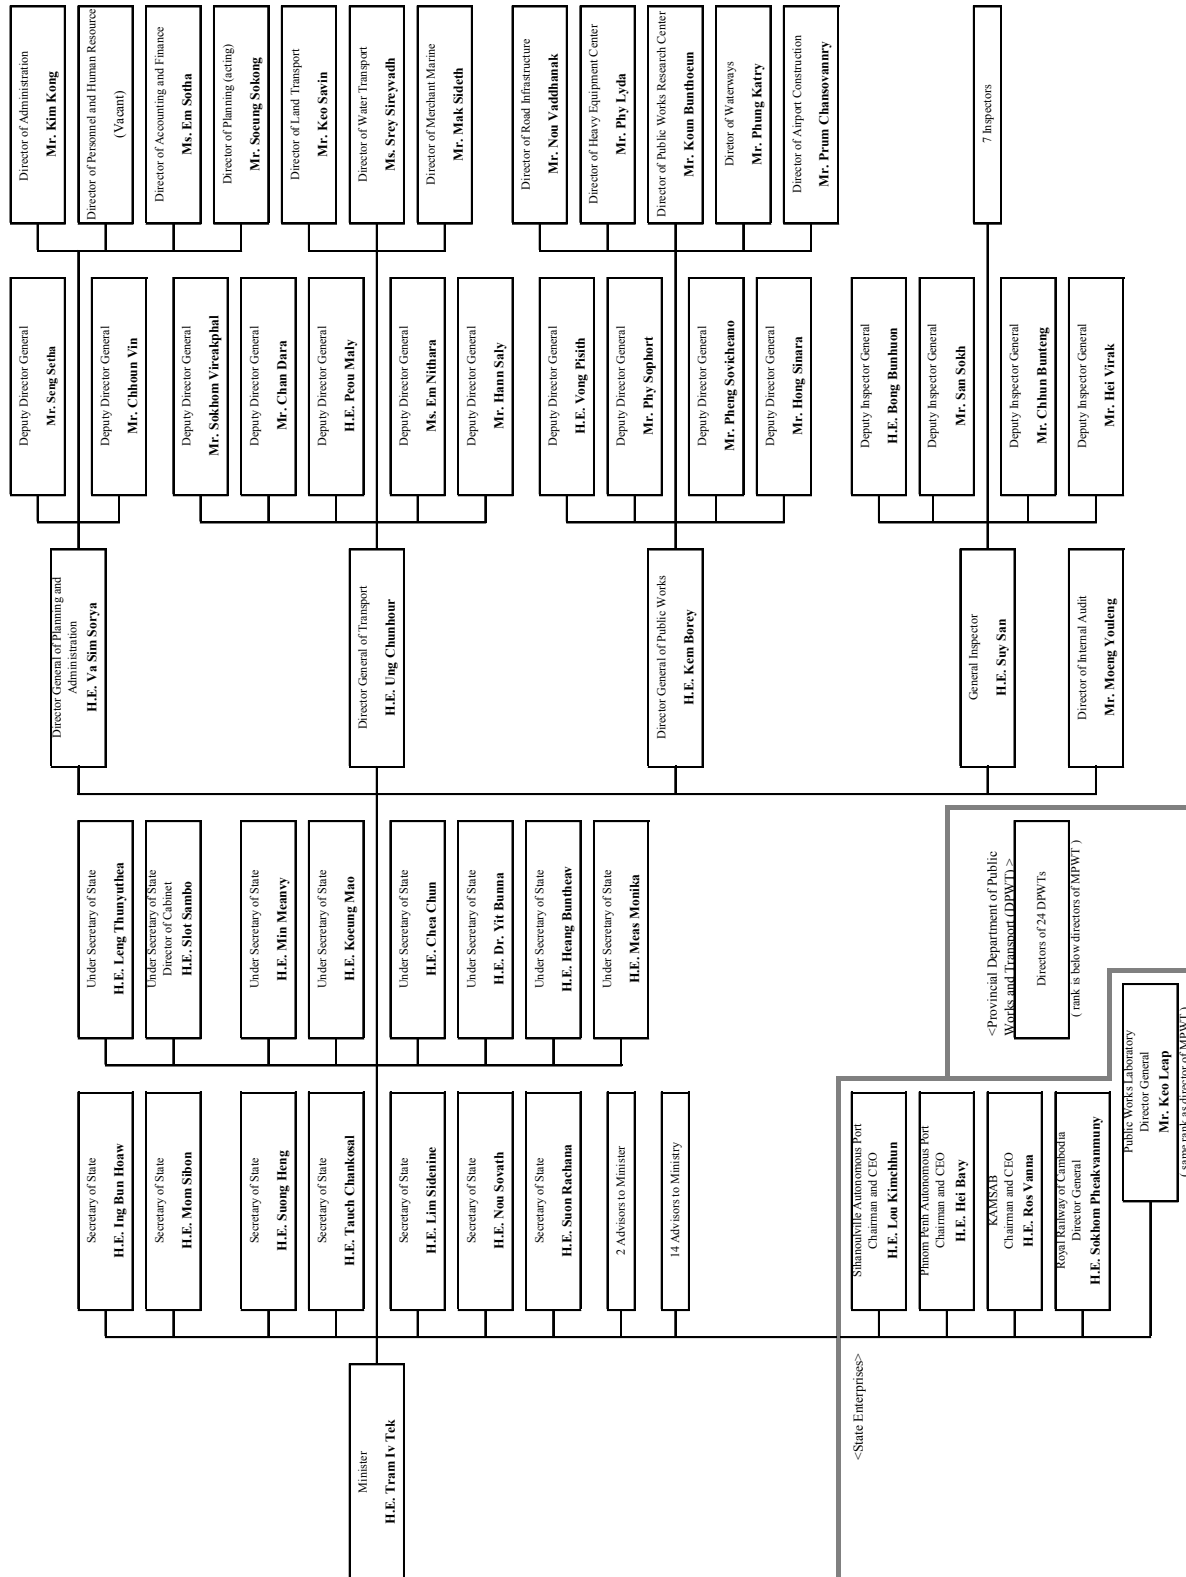 Minister
H.E. Tram Iv Tek
Secretary of State
H.E. Ing Bun Hoaw
Secretary of State
H.E. Mom Sibon
Secretary of State
H.E. Suong Heng
Secretary of State
H.E. Tauch Chankosal
Secretary of State
H.E. Lim Sidenine
Secretary of State
H.E. Nou Sovath
Secretary of State
H.E. Suon Rachana
2 Advisors to Minister
14 Advisors to Ministry
<State Enterprises>
Sihanoulville Autonomous Port
Chairman and CEO
H.E. Lou Kimchhun
Phnom Penh Autonomous Port
Chairman and CEO
H.E. Hei Bavy
KAMSAB
Chairman and CEO
H.E. Ros Vanna
Royal Railway of Cambodia
Director General
H.E. Sokhom Pheakvanmuny
Public Works Laboratory
Director General
Mr. Keo Leap
( same rank as director of MPWT )
Under Secretary of State
H.E. Leng Thunyuthea
Under Secretary of State
Director of Cabinet
H.E. Slot Sambo
Under Secretary of State
H.E. Min Meanvy
Under Secretary of State
H.E. Koeung Mao
Under Secretary of State
H.E. Chea Chun
Under Secretary of State
H.E. Dr. Yit Bunna
Under Secretary of State
H.E. Heang Buntheav
Under Secretary of State
H.E. Meas Monika
<Provincial Department of Public
Works and Transport (DPWT) >
Directors of 24 DPWTs
( rank is below directors of MPWT )
Director General of Planning and
Administration
H.E. Va Sim Sorya
Director General of Transport
H.E. Ung Chunhour
Director General of Public Works
H.E. Kem Borey
General Inspector
H.E. Suy San
Director of Internal Audit
Mr. Moeng Youleng
Deputy Director General
Mr. Seng Setha
Deputy Director General
Mr. Chhoun Vin
Deputy Director General
Mr. Sokhom Vireakphal
Deputy Director General
Mr. Chan Dara
Deputy Director General
H.E. Peou Maly
Deputy Director General
Ms. Em Nithara
Deputy Director General
Mr. Hann Saly
Deputy Director General
H.E. Vong Pisith
Deputy Director General
Mr. Phy Sophort
Deputy Director General
Mr. Pheng Sovicheano
Deputy Director General
Mr. Hong Sinara
Deputy Inspector General
H.E. Bong Bunhuon
Deputy Inspector General
Mr. San Sokh
Deputy Inspector General
Mr. Chhun Bunteng
Deputy Inspector General
Mr. Hei Virak
Director of Administration
Mr. Kim Kong
Director of Personnel and Human Resource
(Vacant)
Director of Accounting and Finance
Ms. Em Sotha
Director of Planning (acting)
Mr. Soeung Sokong
Director of Land Transport
Mr. Keo Savin
Director of Water Transport
Ms. Srey Sireyvadh
Director of Merchant Marine
Mr. Mak Sideth
Director of Road Infrastructure
Mr. Nou Vaddhanak
Director of Heavy Equipment Center
Mr. Phy Lyda
Director of Public Works Research Center
Mr. Koun Bunthoeun
Diretor of Waterways
Mr. Phung Katry
Director of Airport Construction
Mr. Prum Chansovannry
7 Inspectors